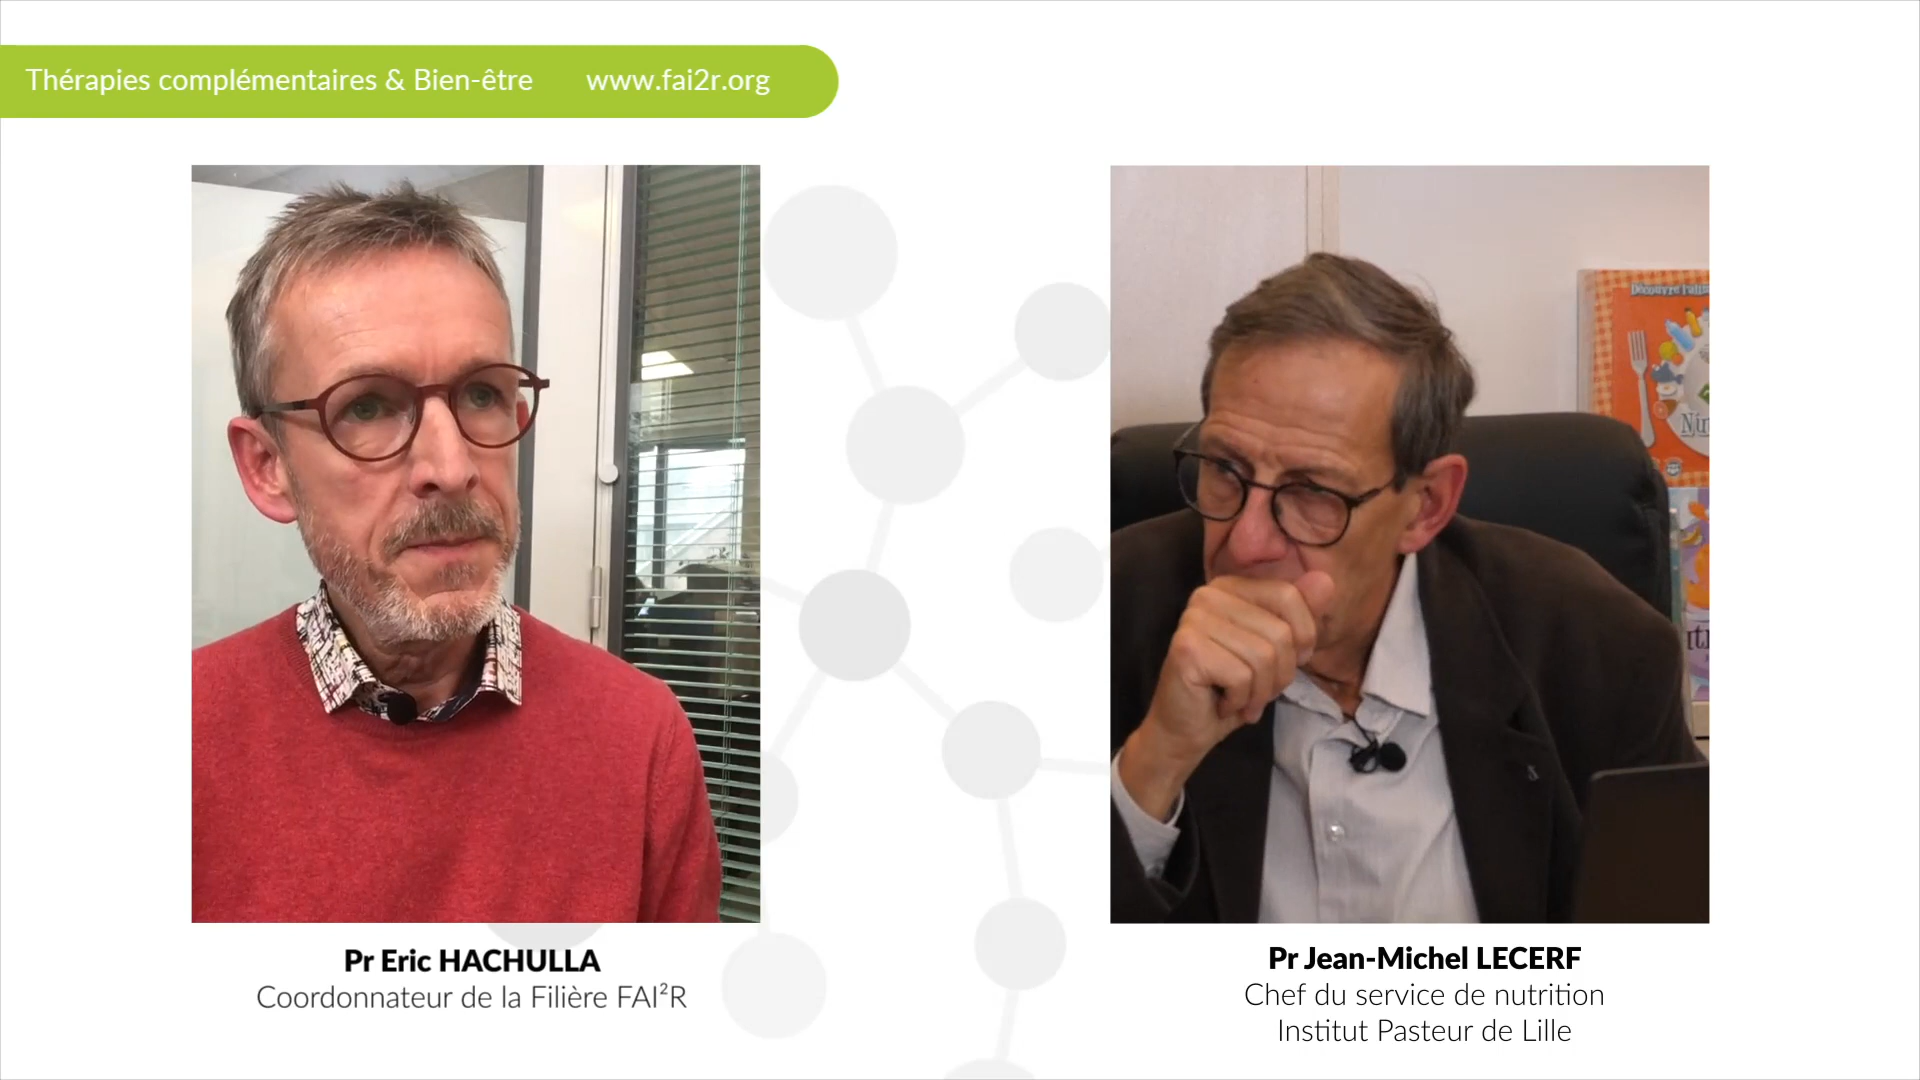 Thérapies complémentaires & Bien-être www.fai2r.org
Découvre
Pr Eric HACHULLA
Coordonnateur de la Filière FAI²R
Pr Jean-Michel LECERF
Chef du service de nutrition
Institut Pasteur de Lille